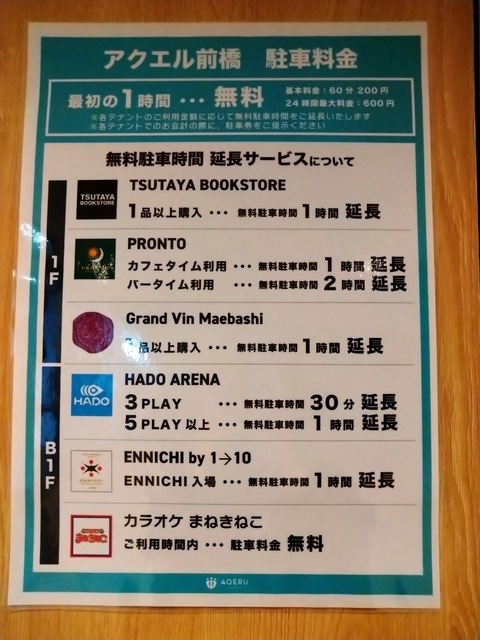 アクエル前橋 駐車料金
最初の1時間 ・・・ 無料
基本料金：60分 200円
24時間最大料金：600円
※各テナントのご利用金額に応じて無料駐車時間をご延長いたします
※各テナントでのお会計の際に、駐車券をご提示ください
無料駐車時間 延長サービスについて
1F
TSUTAYA BOOKSTORE
TSUTAYA BOOKSTORE
1品以上購入 ・・・ 無料駐車時間 1時間 延長
PRONTO
カフェタイム利用 ・・・ 無料駐車時間 1時間 延長
バータイム利用 ・・・ 無料駐車時間 2時間 延長
Grand Vin Maebashi
品以上購入 ・・・ 無料駐車時間 1時間 延長
B1F
HADO
HADO ARENA
3 PLAY ・・・ 無料駐車時間 30分 延長
5 PLAY 以上 ・・・ 無料駐車時間 1時間 延長
ENNICHI
ENNICHI by 1→10
ENNICHI 入場 ・・・ 無料駐車時間 1時間 延長
まねきねこ
カラオケ まねきねこ
ご利用時間内 ・・・ 駐車料金 無料
AQERU